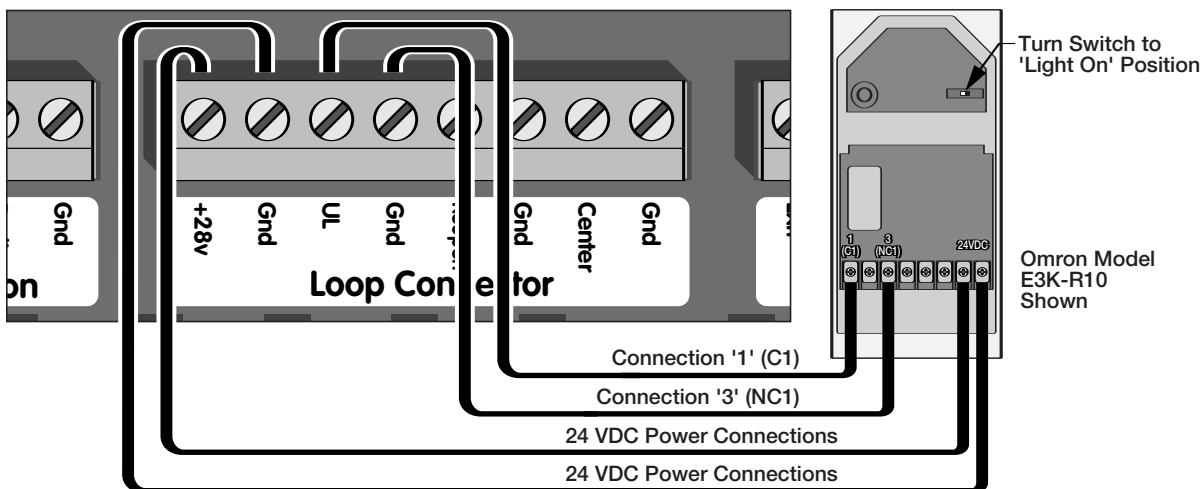 Turn Switch to
'Light On' Position
Gnd
+28v
Gnd
UL
Gnd
Gnd
Center
Gnd
on
Loop Connector
1
(C1)
3
(NC1)
24VDC
Omron Model
E3K-R10
Shown
Connection '1' (C1)
Connection '3' (NC1)
24 VDC Power Connections
24 VDC Power Connections